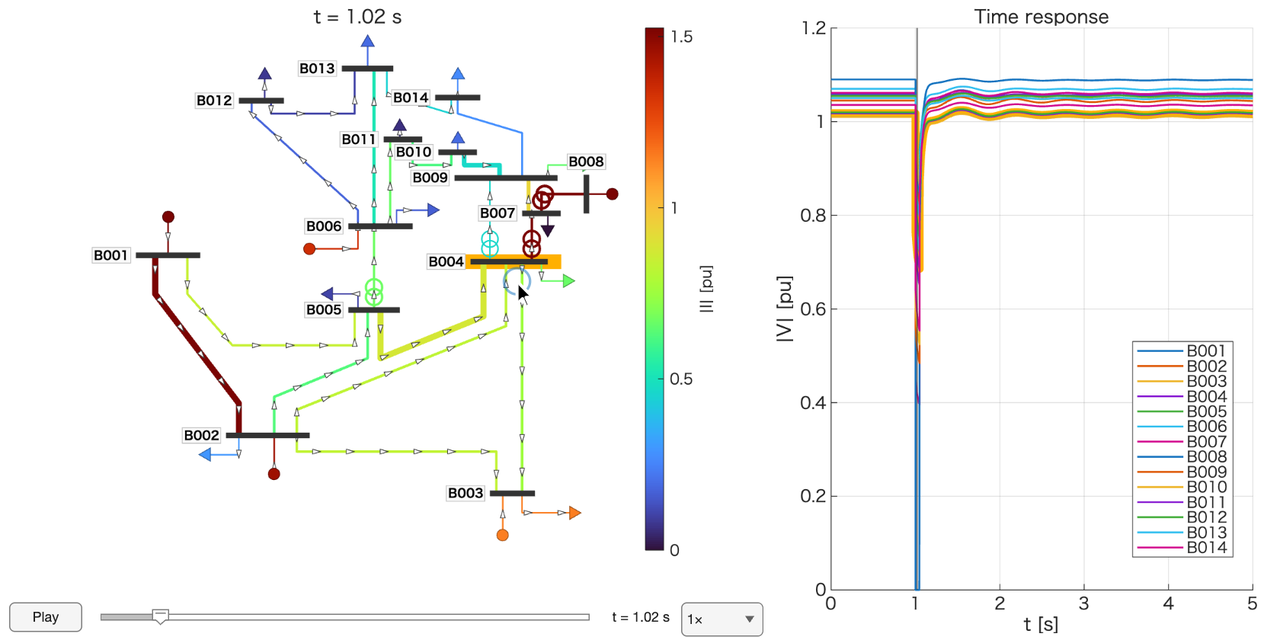 t = 1.02 s
B013
B012
B014
B011
B010
B009
B008
B007
B006
B001
B004
B005
B002
B003
1.5
1
0.5
0
|I| [pu]
Play
t = 1.02 s
1×
Time response
1.2
1
0.8
0.6
0.4
0.2
0
|V| [pu]
0
1
2
3
4
5
t [s]
B001
B002
B003
B004
B005
B006
B007
B008
B009
B010
B011
B012
B013
B014